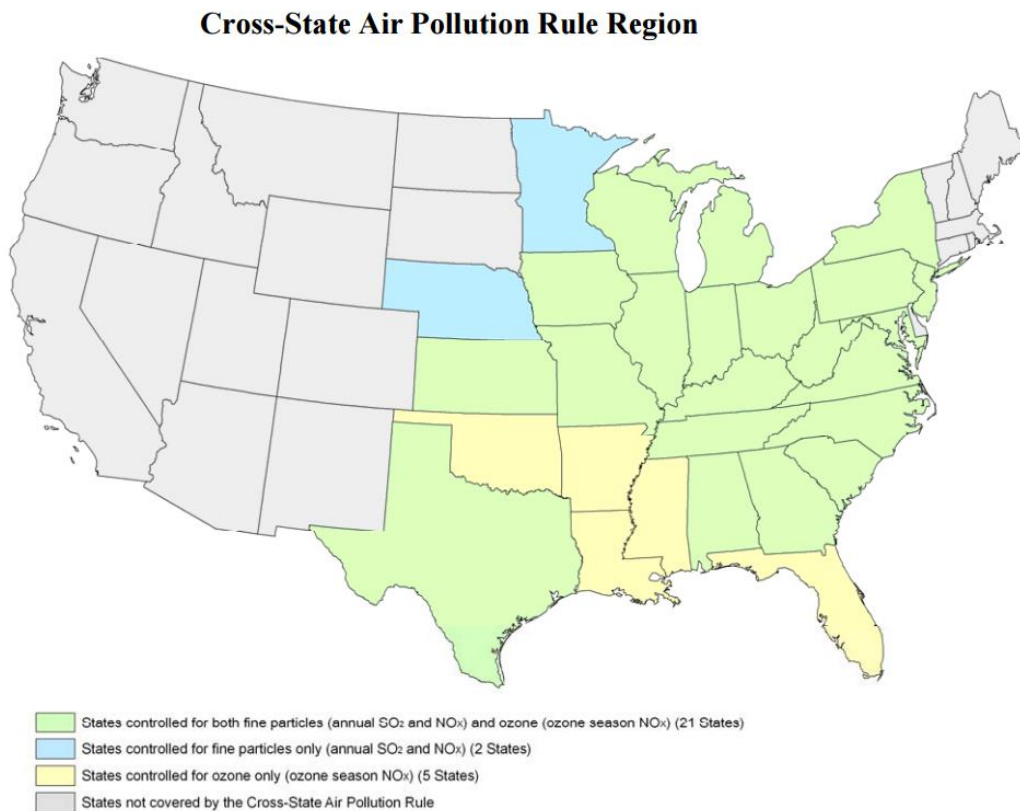 Cross-State Air Pollution Rule Region
States controlled for both fine particles (annual SO₂ and NOx) and ozone (ozone season NOx) (21 States)
States controlled for fine particles only (annual SO₂ and NOx) (2 States)
States controlled for ozone only (ozone season NOx) (5 States)
States not covered by the Cross-State Air Pollution Rule